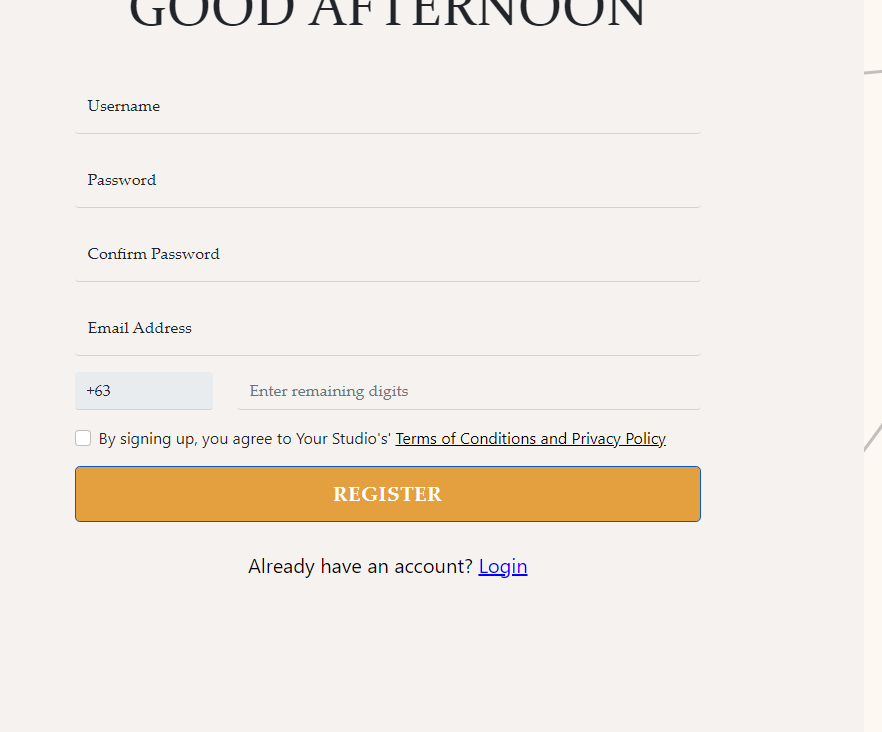 GOOD AFTERNOON
Username
Password
Confirm Password
Email Address
+63 Enter remaining digits
By signing up, you agree to Your Studio's' Terms of Conditions and Privacy Policy
REGISTER
Already have an account? Login